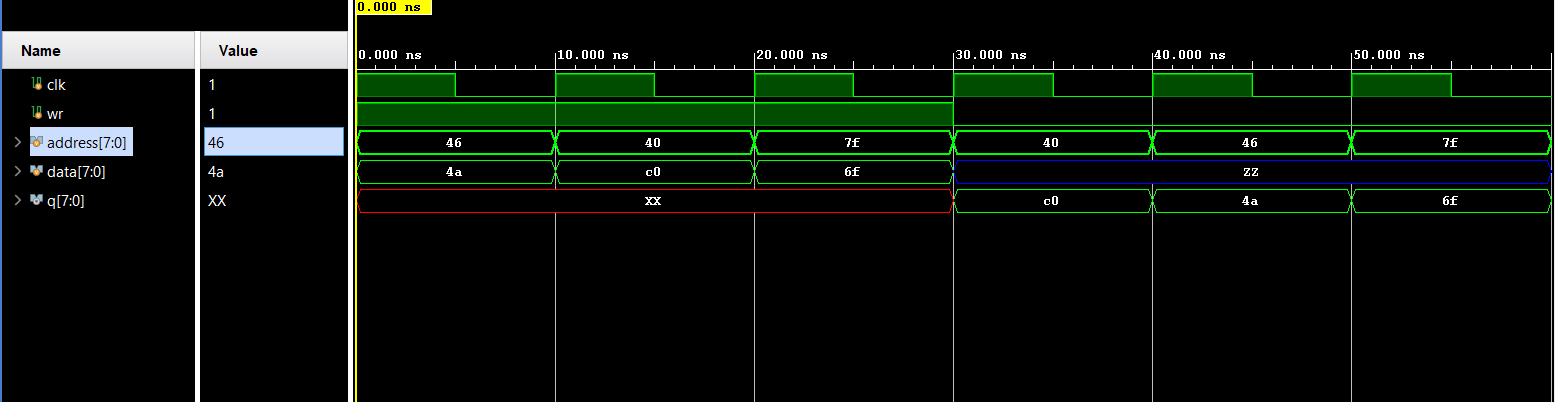 0.000 ns
Name Value
0.000 ns 10.000 ns 20.000 ns 30.000 ns 40.000 ns 50.000 ns
clk 1
wr 1
address[7:0] 46 46 40 7f 40 46 7f
data[7:0] 4a 4a c0 6f ZZ
q[7:0] XX XX c0 4a 6f